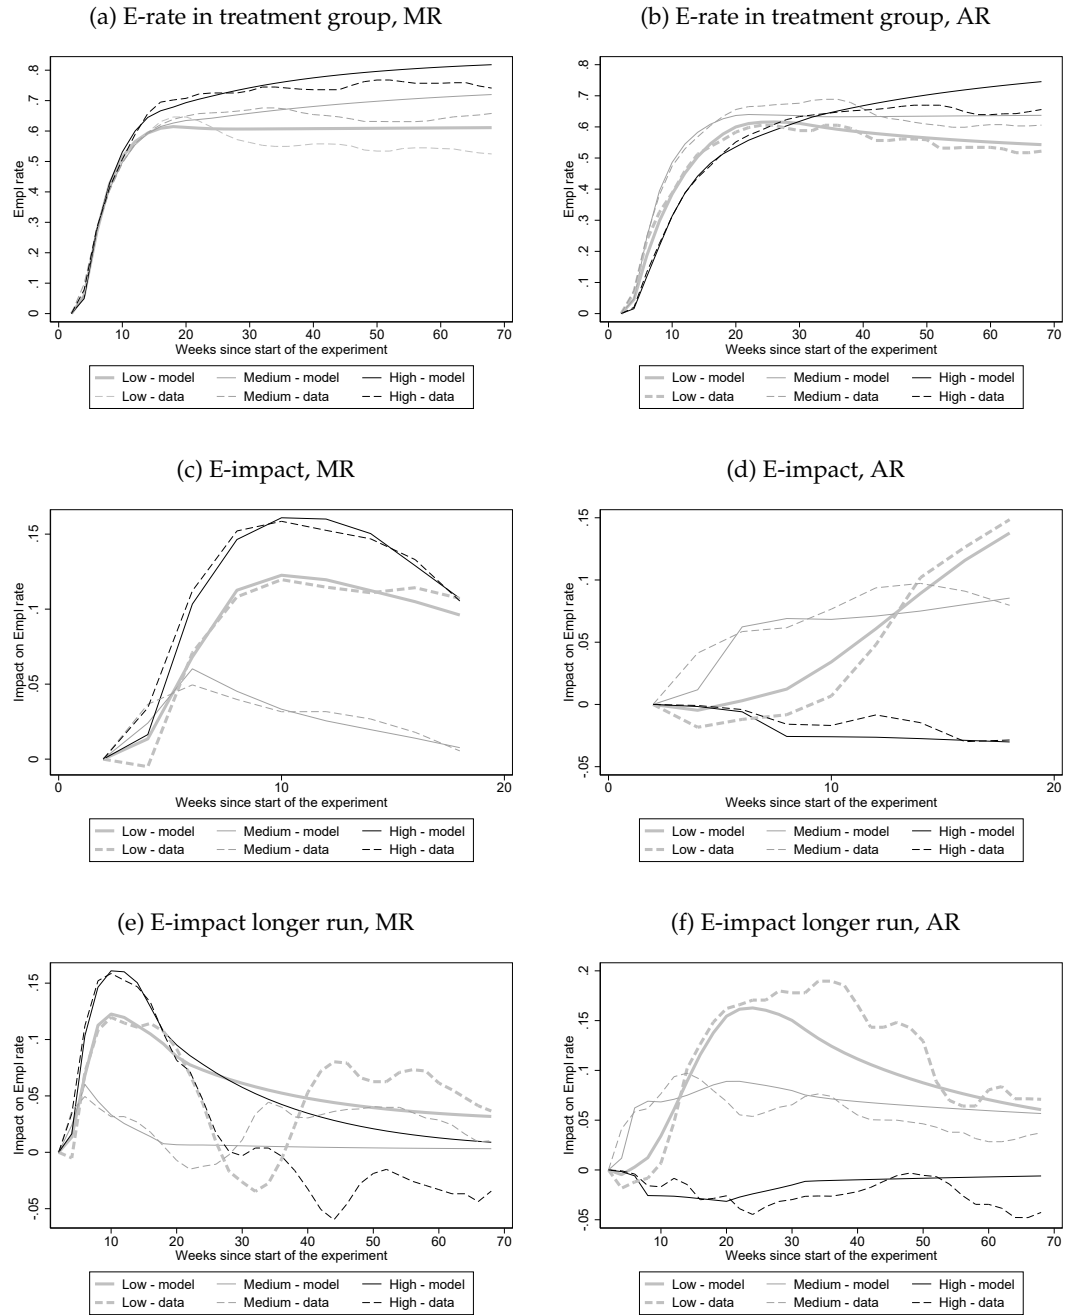 (a) E-rate in treatment group, MR
(b) E-rate in treatment group, AR
Empl rate
0 .1 .2 .3 .4 .5 .6 .7 .8
0 10 20 30 40 50 60 70
Weeks since start of the experiment
Low - model Medium - model High - model
Low - data Medium - data High - data
Empl rate
0 .1 .2 .3 .4 .5 .6 .7 .8
0 10 20 30 40 50 60 70
Weeks since start of the experiment
Low - model Medium - model High - model
Low - data Medium - data High - data
(c) E-impact, MR
(d) E-impact, AR
Impact on Empl rate
0 .05 .1 .15
0 10 20
Weeks since start of the experiment
Low - model Medium - model High - model
Low - data Medium - data High - data
Impact on Empl rate
-.05 0 .05 .1 .15
0 10 20
Weeks since start of the experiment
Low - model Medium - model High - model
Low - data Medium - data High - data
(e) E-impact longer run, MR
(f) E-impact longer run, AR
Impact on Empl rate
-.05 0 .05 .1 .15
10 20 30 40 50 60 70
Weeks since start of the experiment
Low - model Medium - model High - model
Low - data Medium - data High - data
Impact on Empl rate
-.05 0 .05 .1 .15 .2
10 20 30 40 50 60 70
Weeks since start of the experiment
Low - model Medium - model High - model
Low - data Medium - data High - data